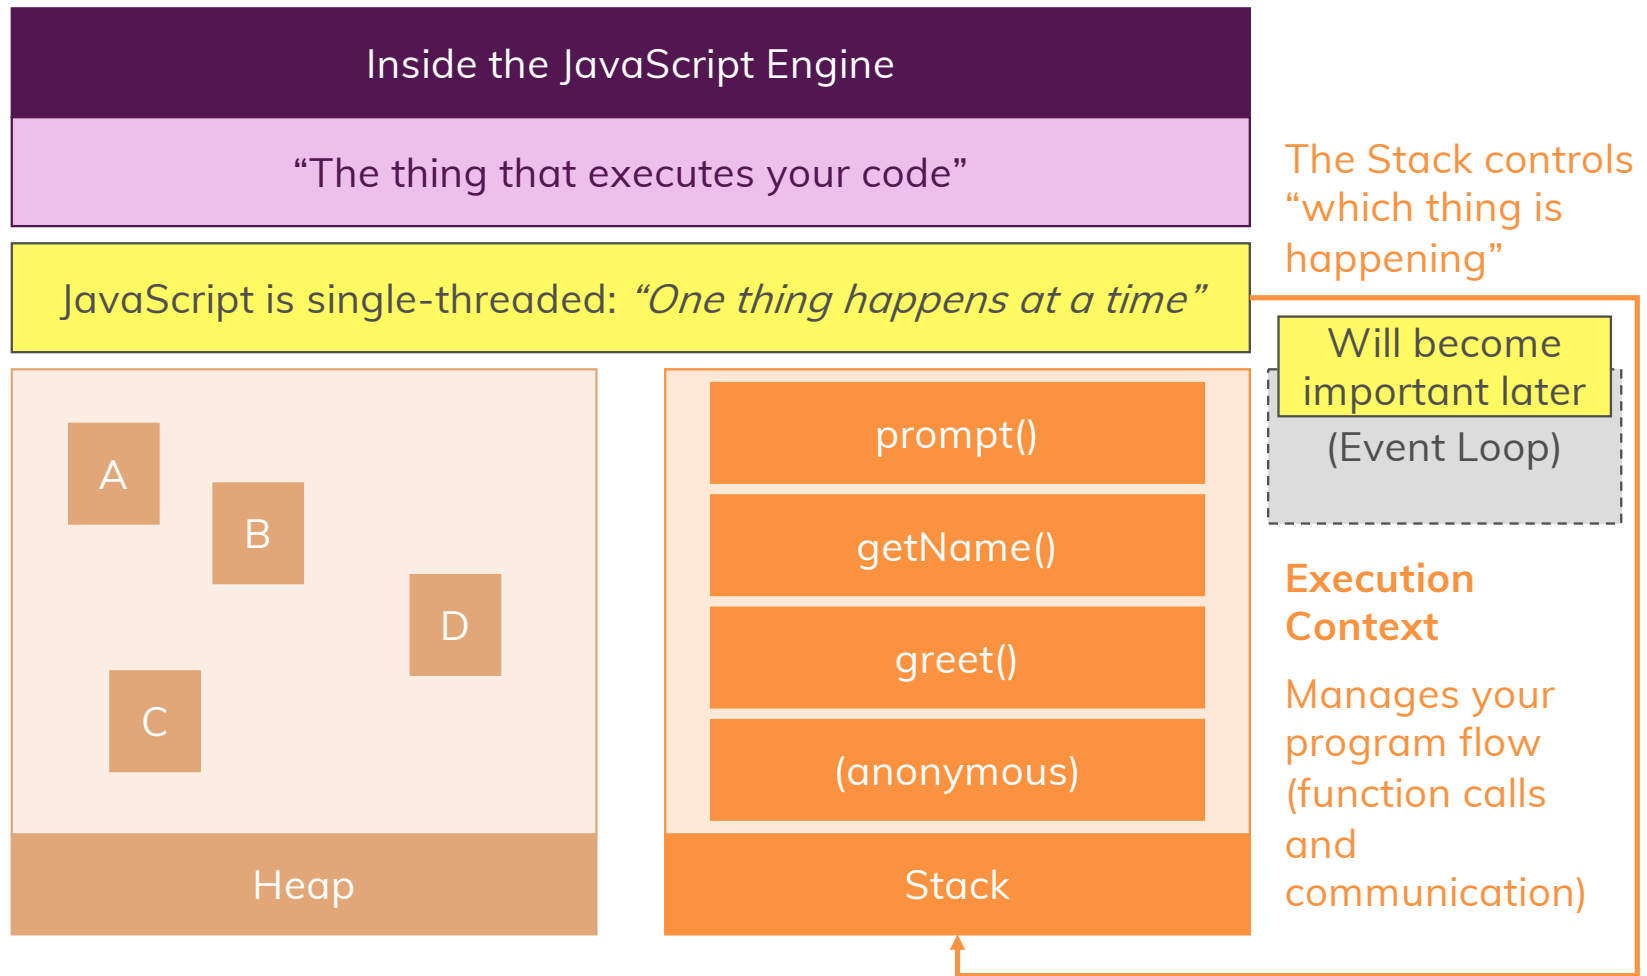 Inside the JavaScript Engine
“The thing that executes your code”
JavaScript is single-threaded: “One thing happens at a time”
The Stack controls
“which thing is
happening”
Will become
important later
(Event Loop)
A
B
D
C
Heap
prompt()
getName()
greet()
(anonymous)
Stack
Execution
Context
Manages your
program flow
(function calls
and
communication)